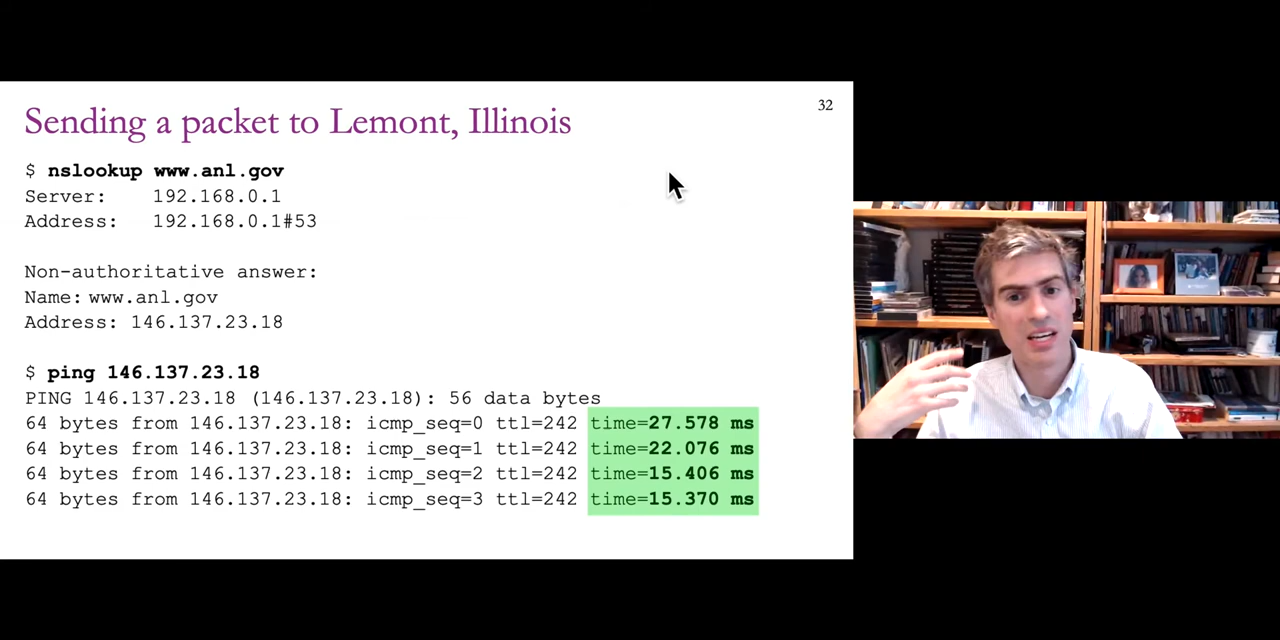 Sending a packet to Lemont, Illinois
32
$ nslookup www.anl.gov
Server: 192.168.0.1
Address: 192.168.0.1#53
Non-authoritative answer:
Name: www.anl.gov
Address: 146.137.23.18
$ ping 146.137.23.18
PING 146.137.23.18 (146.137.23.18): 56 data bytes
64 bytes from 146.137.23.18: icmp_seq=0 ttl=242 time=27.578 ms
64 bytes from 146.137.23.18: icmp_seq=1 ttl=242 time=22.076 ms
64 bytes from 146.137.23.18: icmp_seq=2 ttl=242 time=15.406 ms
64 bytes from 146.137.23.18: icmp_seq=3 ttl=242 time=15.370 ms